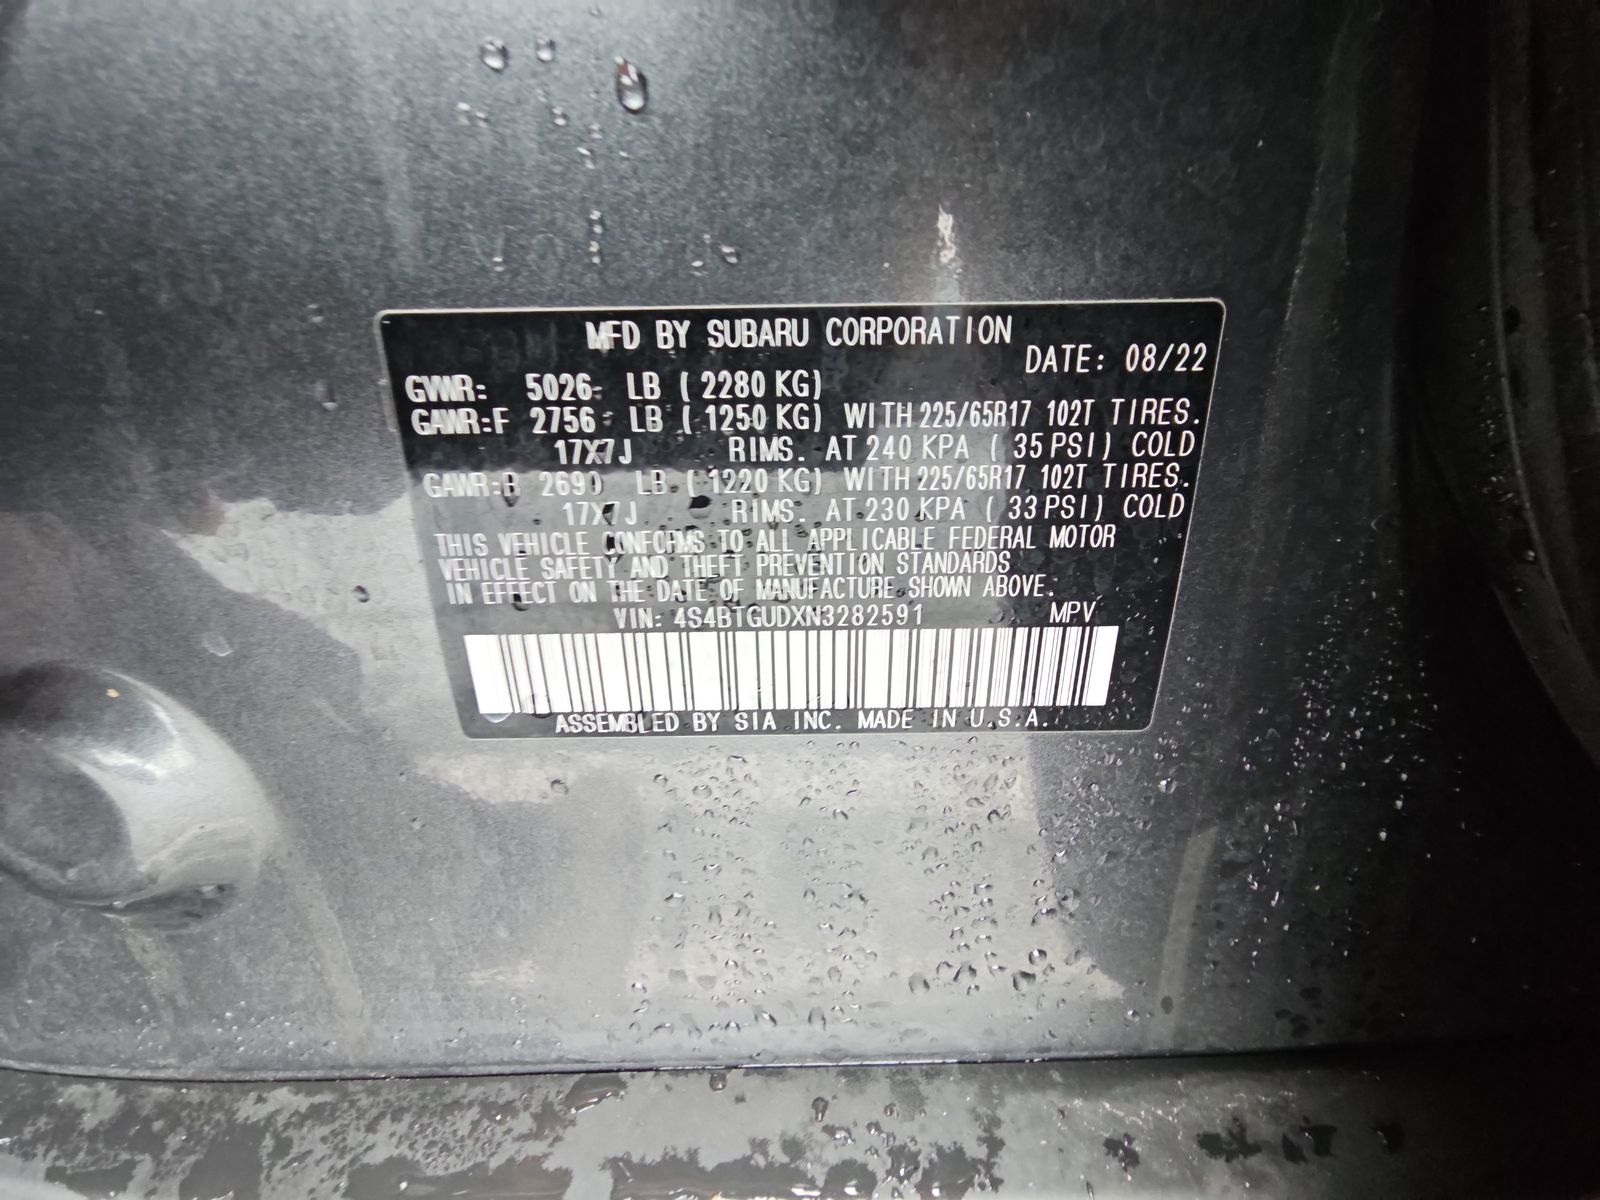 MFD BY SUBARU CORPORATION
DATE: 08/22
GVWR: 5026 LB ( 2280 KG)
GAWR:F 2756 LB ( 1250 KG) WITH 225/65R17 102T TIRES.
17X7J RIMS. AT 240 KPA ( 35 PSI) COLD
GAWR:R 2690 LB ( 1220 KG) WITH 225/65R17 102T TIRES.
17X7J RIMS. AT 230 KPA ( 33 PSI) COLD
THIS VEHICLE CONFORMS TO ALL APPLICABLE FEDERAL MOTOR
VEHICLE SAFETY AND THEFT PREVENTION STANDARDS
IN EFFECT ON THE DATE OF MANUFACTURE SHOWN ABOVE.
VIN: 4S4BTGUDXN3282591 MPV
ASSEMBLED BY SIA INC. MADE IN U.S.A.